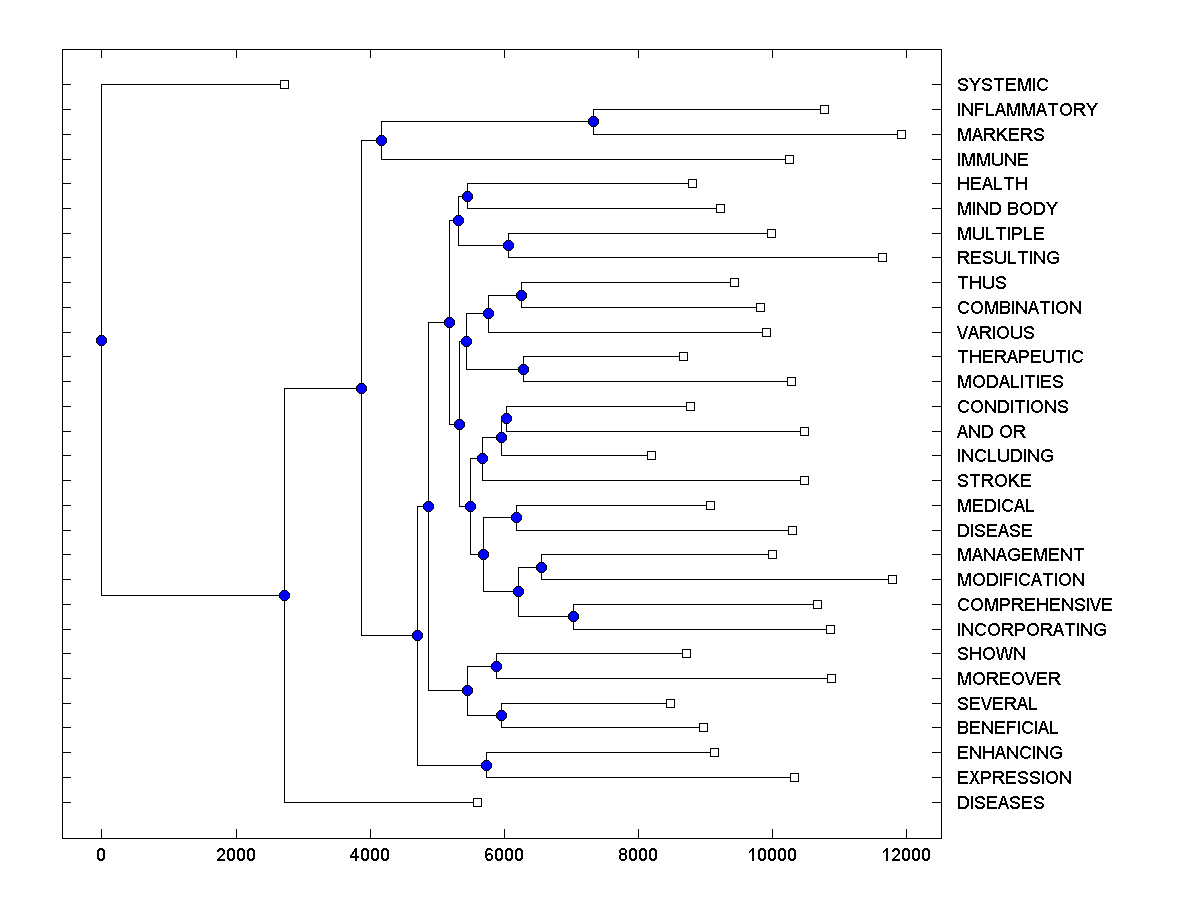 SYSTEMIC
INFLAMMATORY
MARKERS
IMMUNE
HEALTH
MIND BODY
MULTIPLE
RESULTING
THUS
COMBINATION
VARIOUS
THERAPEUTIC
MODALITIES
CONDITIONS
AND OR
INCLUDING
STROKE
MEDICAL
DISEASE
MANAGEMENT
MODIFICATION
COMPREHENSIVE
INCORPORATING
SHOWN
MOREOVER
SEVERAL
BENEFICIAL
ENHANCING
EXPRESSION
DISEASES
0 2000 4000 6000 8000 10000 12000